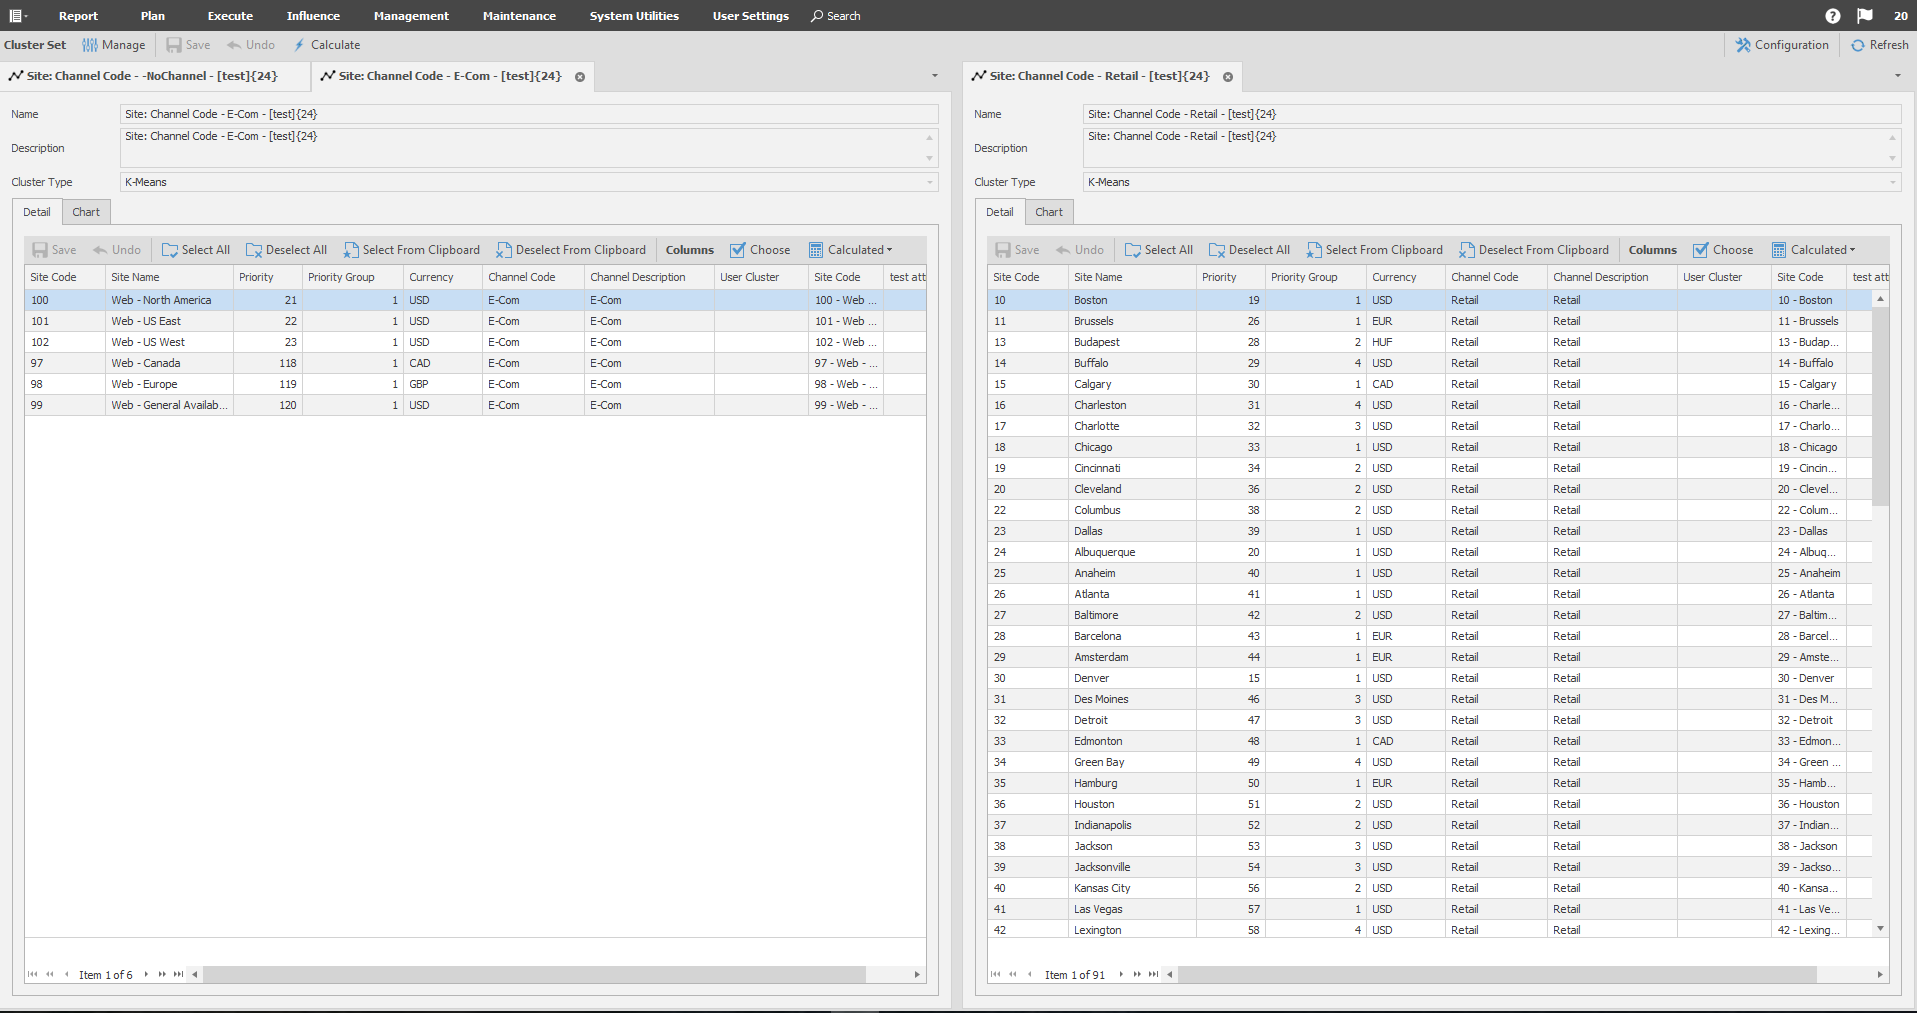 Report Plan Execute Influence Management Maintenance System Utilities User Settings Search 20
Cluster Set Manage Save Undo Calculate Configuration Refresh
Site: Channel Code - -NoChannel - [test]{24} Site: Channel Code - E-Com - [test]{24}
Name Site: Channel Code - E-Com - [test]{24}
Description Site: Channel Code - E-Com - [test]{24}
Cluster Type K-Means
Detail Chart
Save Undo Select All Deselect All Select From Clipboard Deselect From Clipboard Columns Choose Calculated
Site Code Site Name Priority Priority Group Currency Channel Code Channel Description User Cluster Site Code test att
100 Web - North America 21 1 USD E-Com E-Com 100 - Web ...
101 Web - US East 22 1 USD E-Com E-Com 101 - Web ...
102 Web - US West 23 1 USD E-Com E-Com 102 - Web ...
97 Web - Canada 118 1 CAD E-Com E-Com 97 - Web - ...
98 Web - Europe 119 1 GBP E-Com E-Com 98 - Web - ...
99 Web - General Availab... 120 1 USD E-Com E-Com 99 - Web - ...
Item 1 of 6
Site: Channel Code - Retail - [test]{24}
Name Site: Channel Code - Retail - [test]{24}
Description Site: Channel Code - Retail - [test]{24}
Cluster Type K-Means
Detail Chart
Save Undo Select All Deselect All Select From Clipboard Deselect From Clipboard Columns Choose Calculated
Site Code Site Name Priority Priority Group Currency Channel Code Channel Description User Cluster Site Code test att
10 Boston 19 1 USD Retail Retail 10 - Boston
11 Brussels 26 1 EUR Retail Retail 11 - Brussels
13 Budapest 28 2 HUF Retail Retail 13 - Budap...
14 Buffalo 29 4 USD Retail Retail 14 - Buffalo
15 Calgary 30 1 CAD Retail Retail 15 - Calgary
16 Charleston 31 4 USD Retail Retail 16 - Charle...
17 Charlotte 32 3 USD Retail Retail 17 - Charlo...
18 Chicago 33 1 USD Retail Retail 18 - Chicago
19 Cincinnati 34 2 USD Retail Retail 19 - Cincin...
20 Cleveland 36 2 USD Retail Retail 20 - Clevel...
22 Columbus 38 2 USD Retail Retail 22 - Colum...
23 Dallas 39 1 USD Retail Retail 23 - Dallas
24 Albuquerque 20 1 USD Retail Retail 24 - Albuq...
25 Anaheim 40 1 USD Retail Retail 25 - Anaheim
26 Atlanta 41 1 USD Retail Retail 26 - Atlanta
27 Baltimore 42 2 USD Retail Retail 27 - Baltim...
28 Barcelona 43 1 EUR Retail Retail 28 - Barcel...
29 Amsterdam 44 1 EUR Retail Retail 29 - Amste...
30 Denver 15 1 USD Retail Retail 30 - Denver
31 Des Moines 46 3 USD Retail Retail 31 - Des M...
32 Detroit 47 3 USD Retail Retail 32 - Detroit
33 Edmonton 48 1 CAD Retail Retail 33 - Edmon...
34 Green Bay 49 4 USD Retail Retail 34 - Green ...
35 Hamburg 50 1 EUR Retail Retail 35 - Hamb...
36 Houston 51 2 USD Retail Retail 36 - Houston
37 Indianapolis 52 2 USD Retail Retail 37 - Indian...
38 Jackson 53 3 USD Retail Retail 38 - Jackson
39 Jacksonville 54 3 USD Retail Retail 39 - Jackso...
40 Kansas City 56 2 USD Retail Retail 40 - Kansa...
41 Las Vegas 57 1 USD Retail Retail 41 - Las Ve...
42 Lexington 58 4 USD Retail Retail 42 - Lexing...
Item 1 of 91